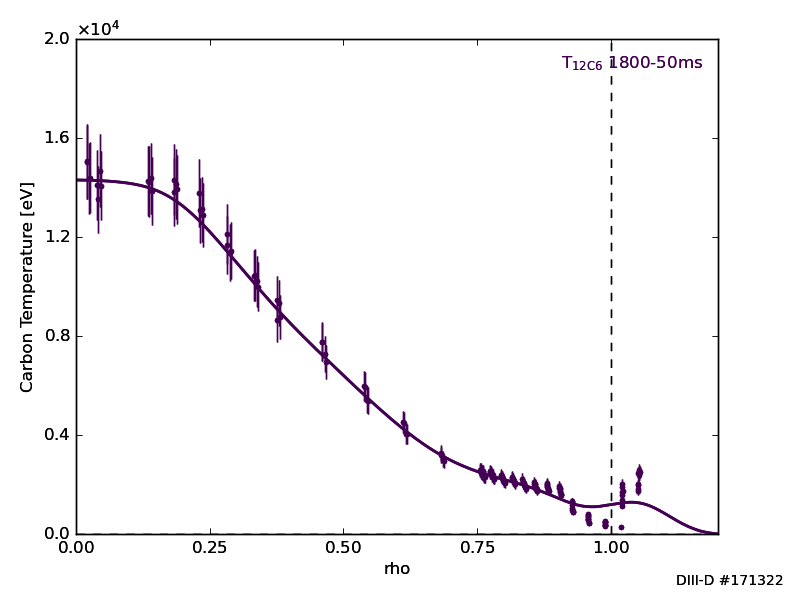 ×10⁴
2.0
T₁₂C₆ 1800-50ms
1.6
1.2
0.8
0.4
0.0
Carbon Temperature [eV]
0.00 0.25 0.50 0.75 1.00
rho
DIII-D #171322